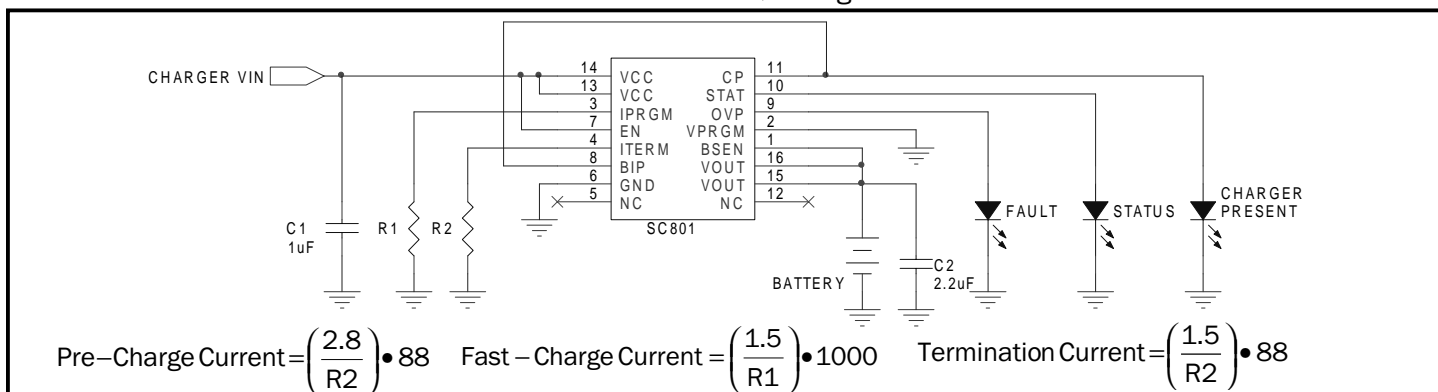 CHARGER VIN
14 VCC CP 11
13 VCC STAT 10
3 IPRGM OVP 9
7 EN VPRGM 2
4 ITERM BSEN 1
8 BIP VOUT 16
6 GND VOUT 15
5 NC NC 12
SC801
C1
1uF
R1
R2
BATTERY
C2
2.2uF
FAULT
STATUS
CHARGER
PRESENT
Pre–Charge Current = (2.8/R2) • 88
Fast – Charge Current = (1.5/R1) • 1000
Termination Current = (1.5/R2) • 88